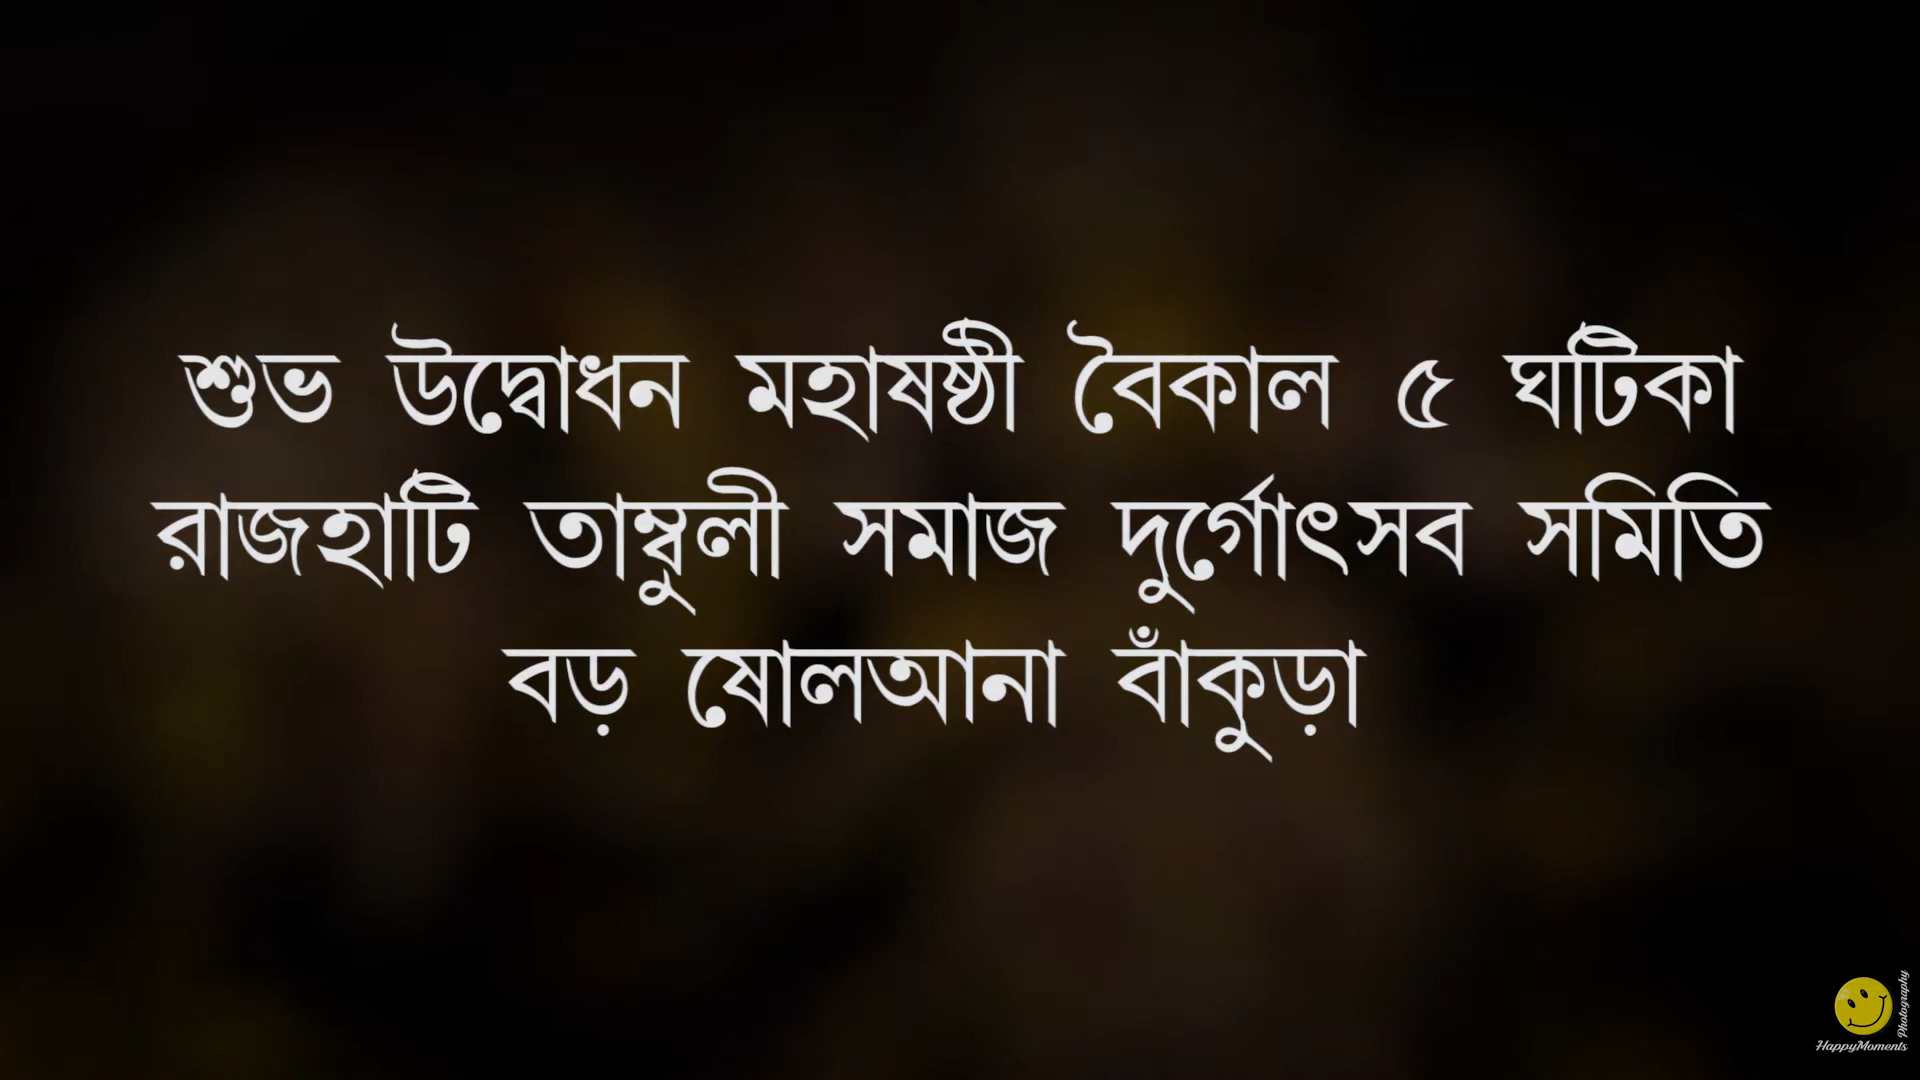 শুভ উদ্বোধন মহাষষ্ঠী বৈকাল ৫ ঘটিকা
রাজহাটি তাম্বুলী সমাজ দুর্গোৎসব সমিতি
বড় ষোলআনা বাঁকুড়া
HappyMoments
Photography